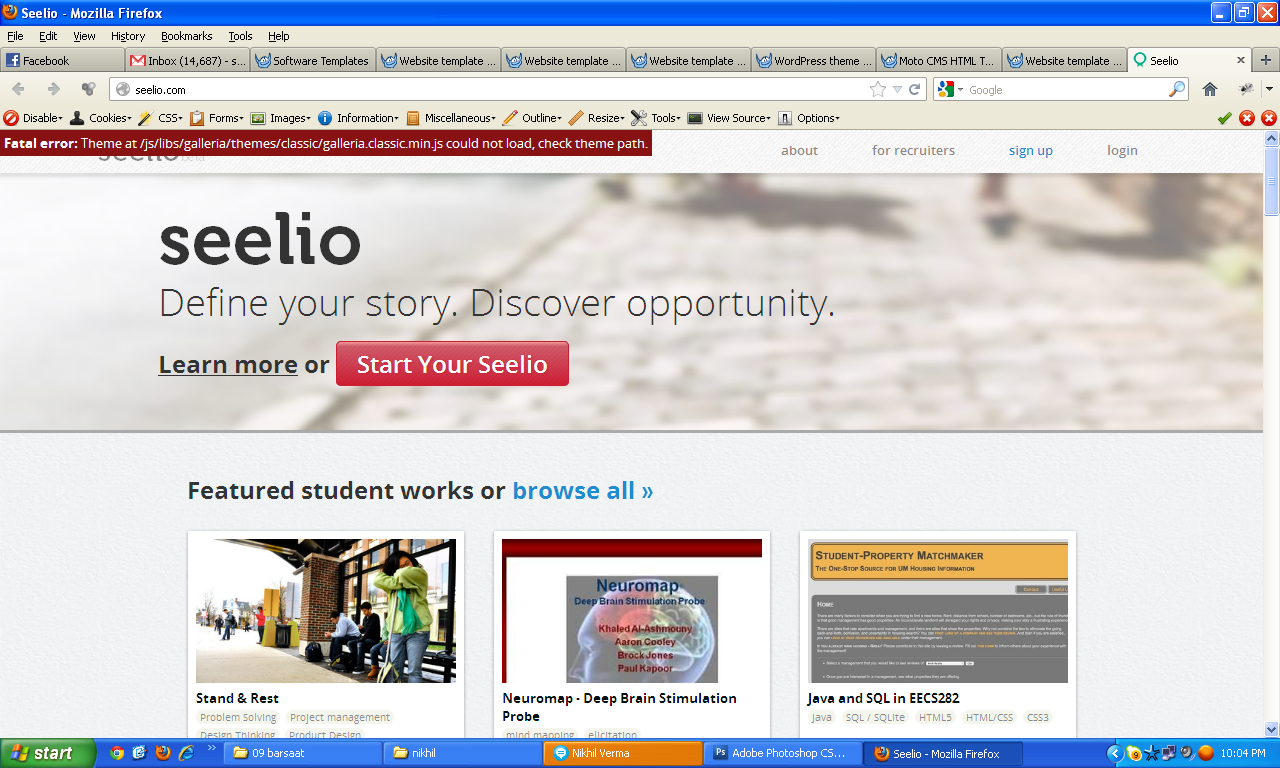 Seelio - Mozilla Firefox
File Edit View History Bookmarks Tools Help
Facebook
Inbox (14,687) - s...
Software Templates
Website template ...
Website template ...
Website template ...
WordPress theme ...
Moto CMS HTML T...
Website template ...
Seelio
seelio.com
Google
Disable Cookies CSS Forms Images Information Miscellaneous Outline Resize Tools View Source Options
Fatal error: Theme at /js/libs/galleria/themes/classic/galleria.classic.min.js could not load, check theme path.
about for recruiters sign up login
seelio
Define your story. Discover opportunity.
Learn more or Start Your Seelio
Featured student works or browse all »
Neuromap
Deep Brain Stimulation Probe
Khaled Al-Ashmouny
Aaron Cooley
Brock Jones
Paul Kapoor
Student-Property Matchmaker
The One-Stop Source for UM Housing Information
Home
Stand & Rest
Problem Solving Project management
Design Thinking Product Design
Neuromap - Deep Brain Stimulation
Probe
mind mapping elicitation
Java and SQL in EECS282
Java SQL / SQLite HTML5 HTML/CSS CSS3
start
09 barsaat
nikhil
Nikhil Verma
Adobe Photoshop CS...
Seelio - Mozilla Firefox
10:04 PM